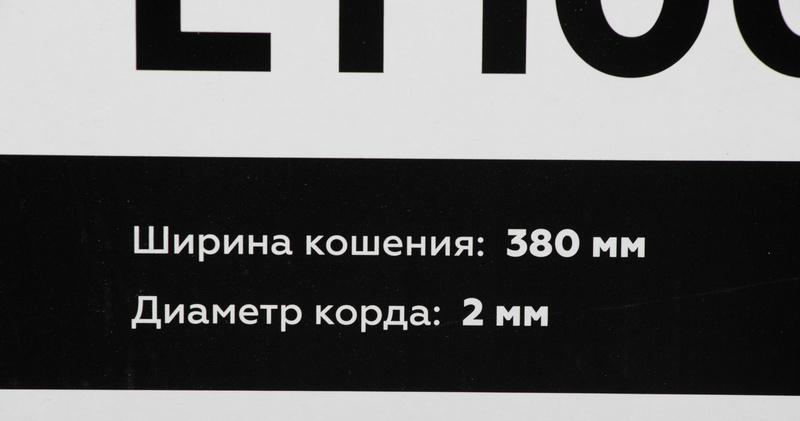 Ширина кошения: 380 мм
Диаметр корда: 2 мм